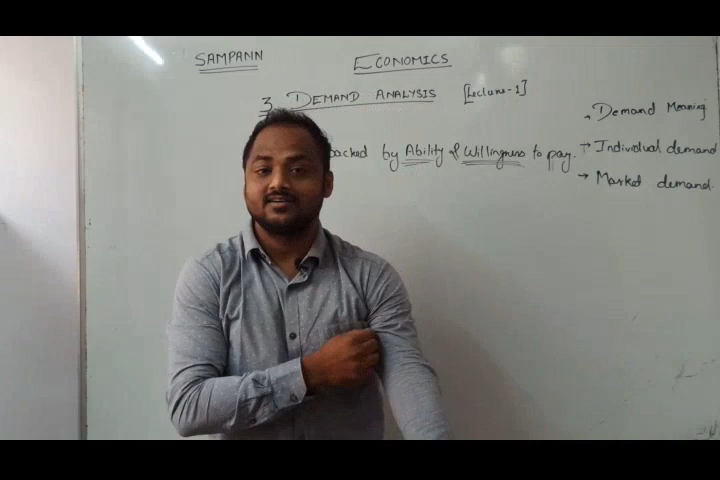 SAMPANN ECONOMICS
3 DEMAND ANALYSIS [Lecture-1]
backed by Ability & Willingness to pay.
→ Demand Meaning
→ Individual demand
→ Market demand.